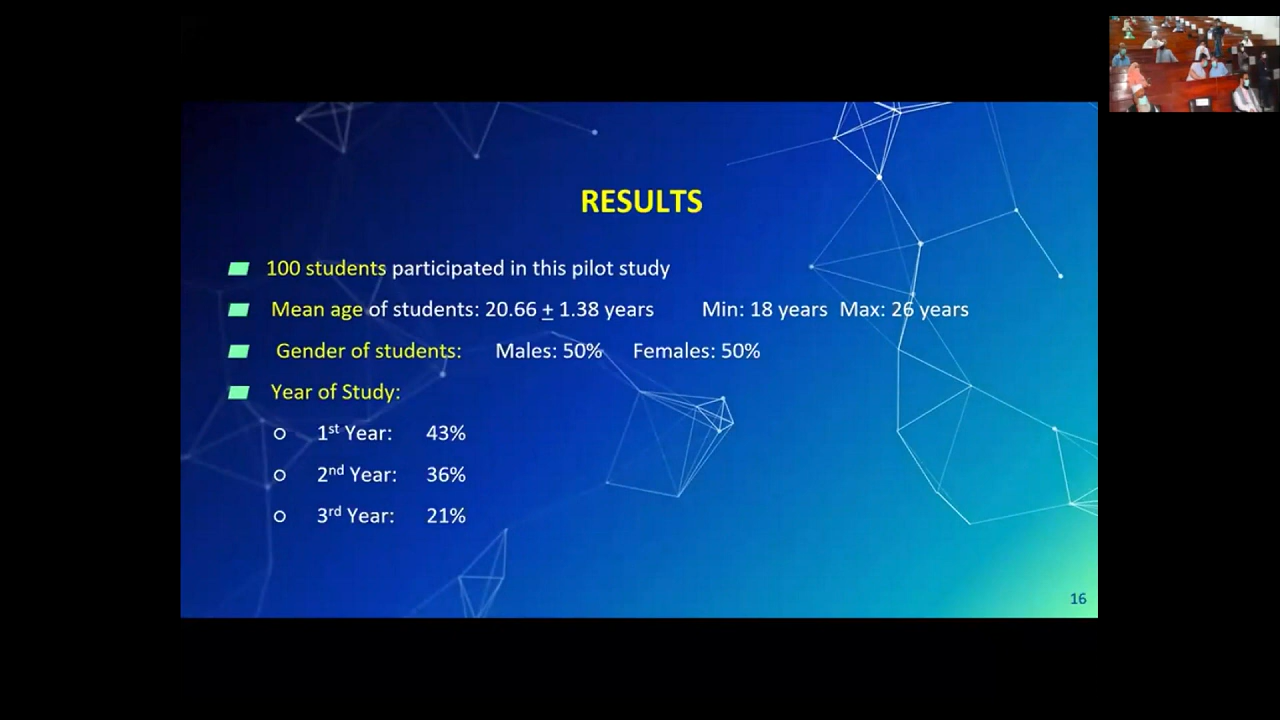 RESULTS
100 students participated in this pilot study
Mean age of students: 20.66 ± 1.38 years Min: 18 years Max: 26 years
Gender of students: Males: 50% Females: 50%
Year of Study:
1st Year: 43%
2nd Year: 36%
3rd Year: 21%
16